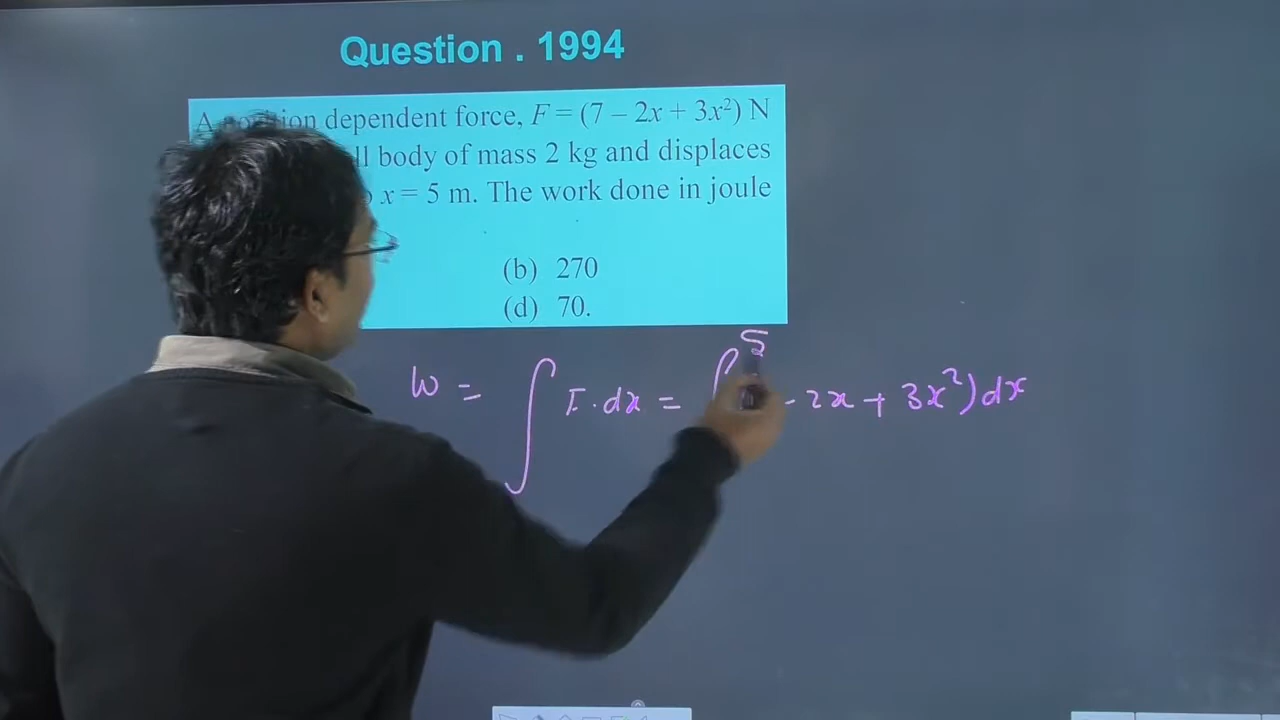 Question . 1994
dependent force, F = (7 – 2x + 3x²) N
body of mass 2 kg and displaces
x = 5 m. The work done in joule
(b) 270
(d) 70.
W = ∫ F. dx = ∫ 5 - 2x + 3x²) dx